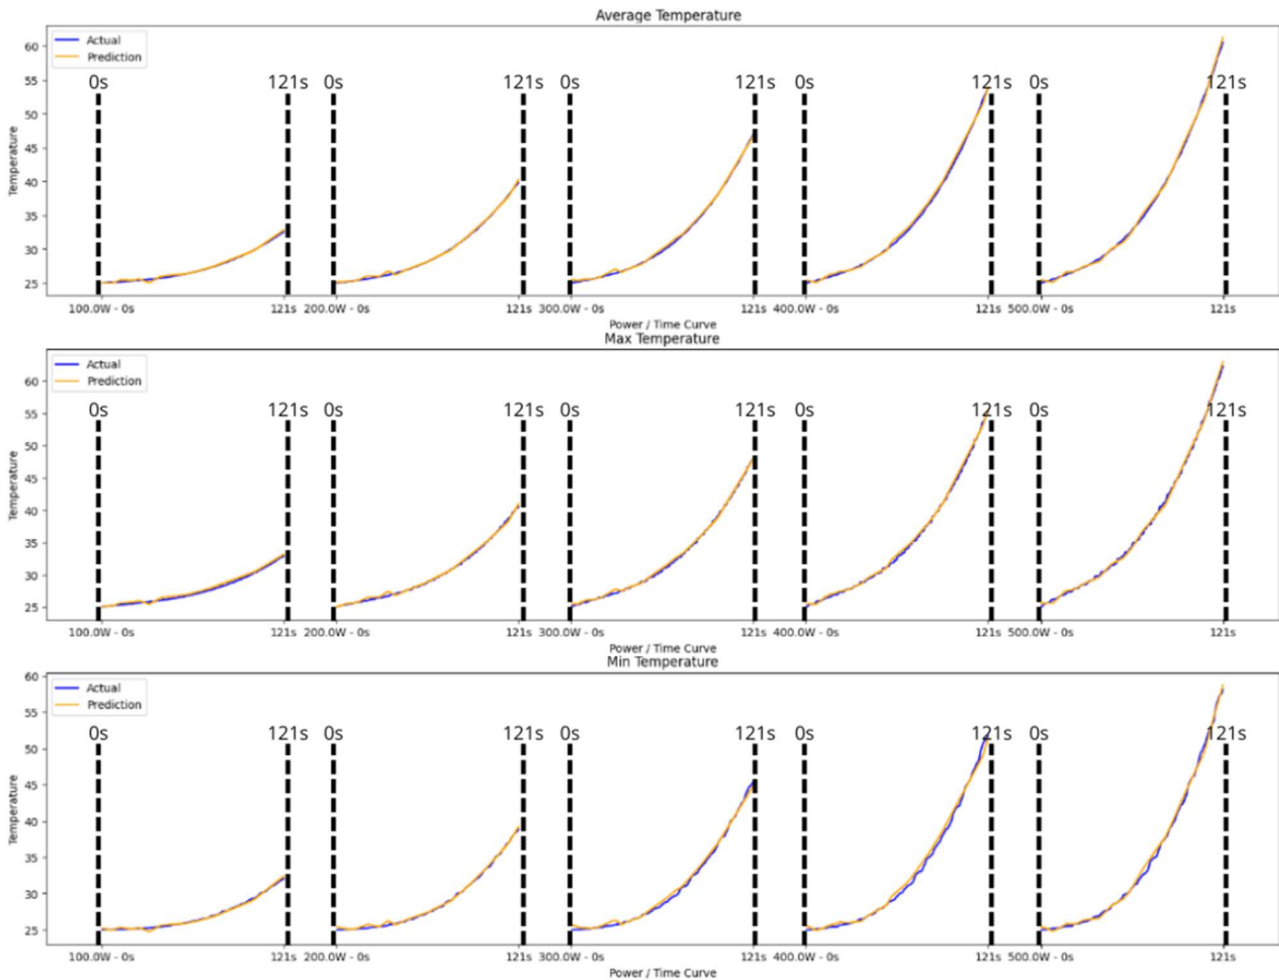 Average Temperature
Actual
Prediction
0s 121s 0s 121s 0s 121s 0s 121s 0s 121s
60
55
50
45
40
35
30
25
Temperature
100.0W - 0s 121s 200.0W - 0s 121s 300.0W - 0s 121s 400.0W - 0s 121s 500.0W - 0s 121s
Power / Time Curve
Max Temperature
Actual
Prediction
0s 121s 0s 121s 0s 121s 0s 121s 0s 121s
60
55
50
45
40
35
30
25
Temperature
100.0W - 0s 121s 200.0W - 0s 121s 300.0W - 0s 121s 400.0W - 0s 121s 500.0W - 0s 121s
Power / Time Curve
Min Temperature
Actual
Prediction
0s 121s 0s 121s 0s 121s 0s 121s 0s 121s
60
55
50
45
40
35
30
25
Temperature
100.0W - 0s 121s 200.0W - 0s 121s 300.0W - 0s 121s 400.0W - 0s 121s 500.0W - 0s 121s
Power / Time Curve